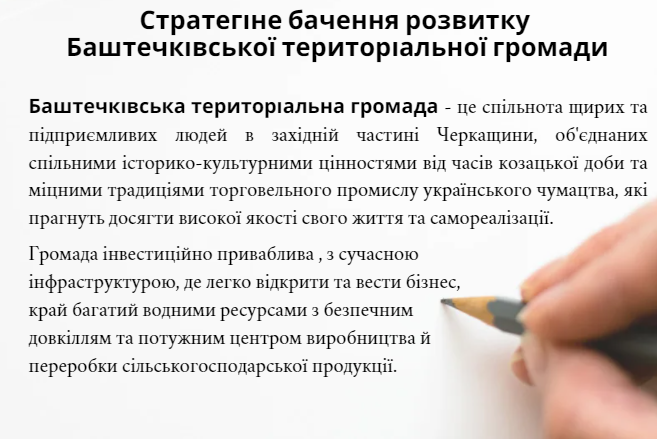 Стратегіне бачення розвитку
Баштечківської територіальної громади
Баштечківська територіальна громада - це спільнота щирих та
підприємливих людей в західній частині Черкащини, об'єднаних
спільними історико-культурними цінностями від часів козацької доби та
міцними традиціями торговельного промислу українського чумацтва, які
прагнуть досягти високої якості свого життя та самореалізації.
Громада інвестиційно приваблива , з сучасною
інфраструктурою, де легко відкрити та вести бізнес,
край багатий водними ресурсами з безпечним
довкіллям та потужним центром виробництва й
переробки сільськогосподарської продукції.